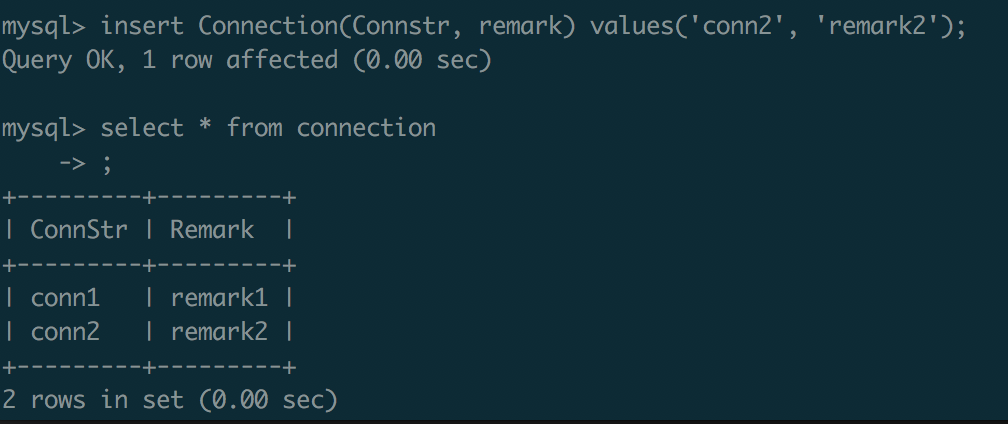 mysql> insert Connection(Connstr, remark) values('conn2', 'remark2');
Query OK, 1 row affected (0.00 sec)
mysql> select * from connection
    -> ;
+---------+---------+
| ConnStr | Remark  |
+---------+---------+
| conn1   | remark1 |
| conn2   | remark2 |
+---------+---------+
2 rows in set (0.00 sec)